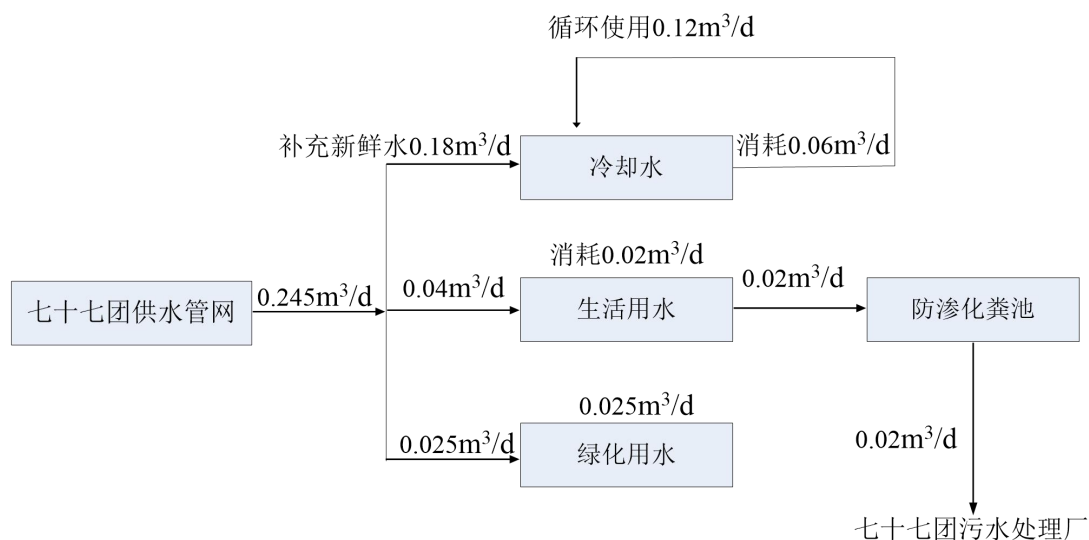 循环使用0.12m³/d
补充新鲜水0.18m³/d
冷却水
消耗0.06m³/d
消耗0.02m³/d
七十七团供水管网
0.245m³/d
0.04m³/d
生活用水
0.02m³/d
防渗化粪池
0.025m³/d
0.025m³/d
绿化用水
0.02m³/d
七十七团污水处理厂